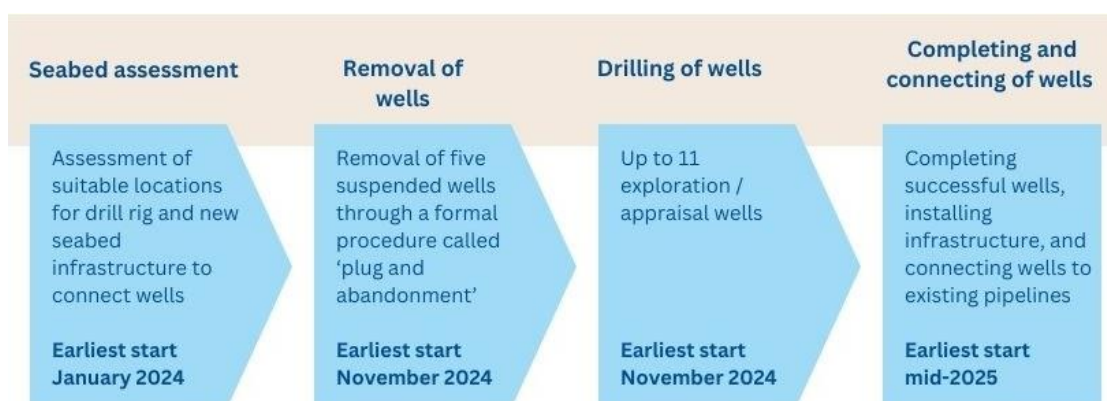 Seabed assessment
Removal of
wells
Drilling of wells
Completing and
connecting of wells
Assessment of
suitable locations
for drill rig and new
seabed
infrastructure to
connect wells
Earliest start
January 2024
Removal of five
suspended wells
through a formal
procedure called
‘plug and
abandonment’
Earliest start
November 2024
Up to 11
exploration /
appraisal wells
Earliest start
November 2024
Completing
successful wells,
installing
infrastructure, and
connecting wells to
existing pipelines
Earliest start
mid-2025